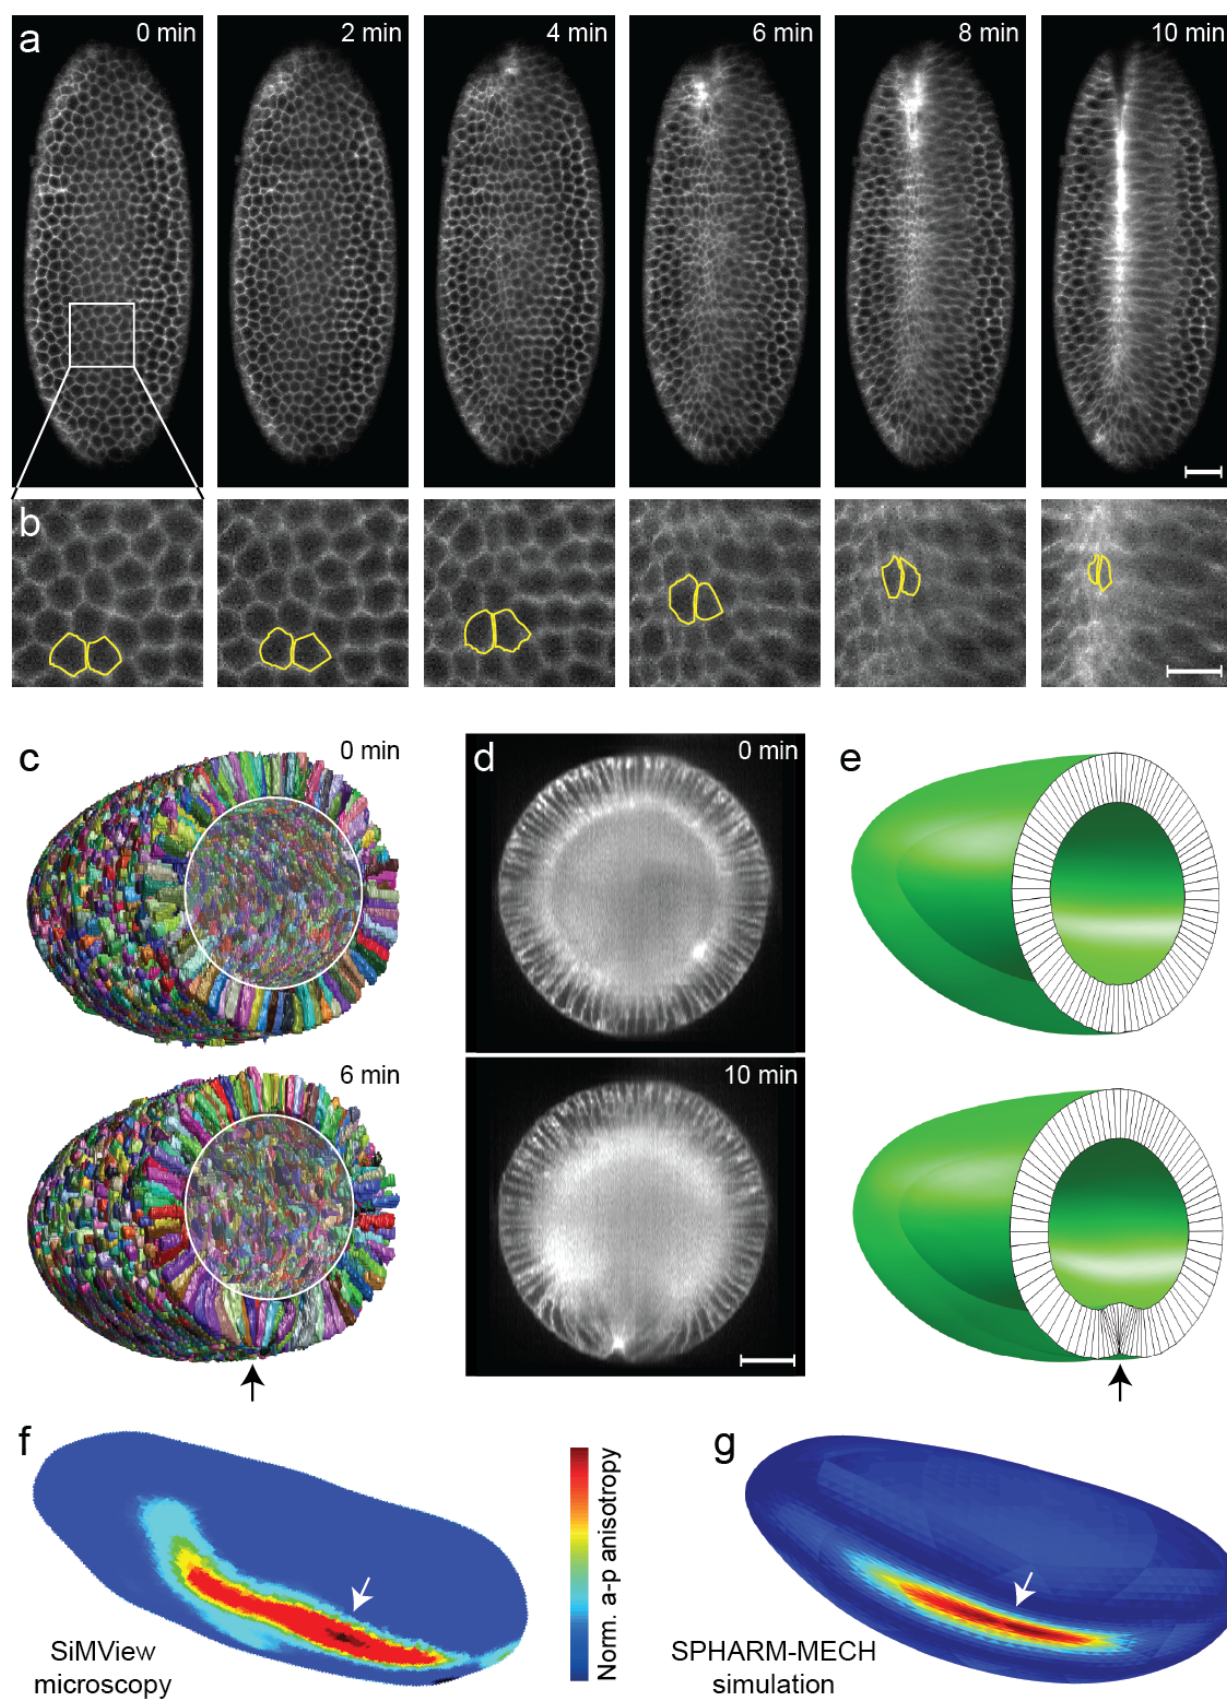 a 0 min 2 min 4 min 6 min 8 min 10 min
b
c 0 min d 0 min e
6 min 10 min
f g
Norm. a-p anisotropy
SiMView
microscopy
SPHARM-MECH
simulation